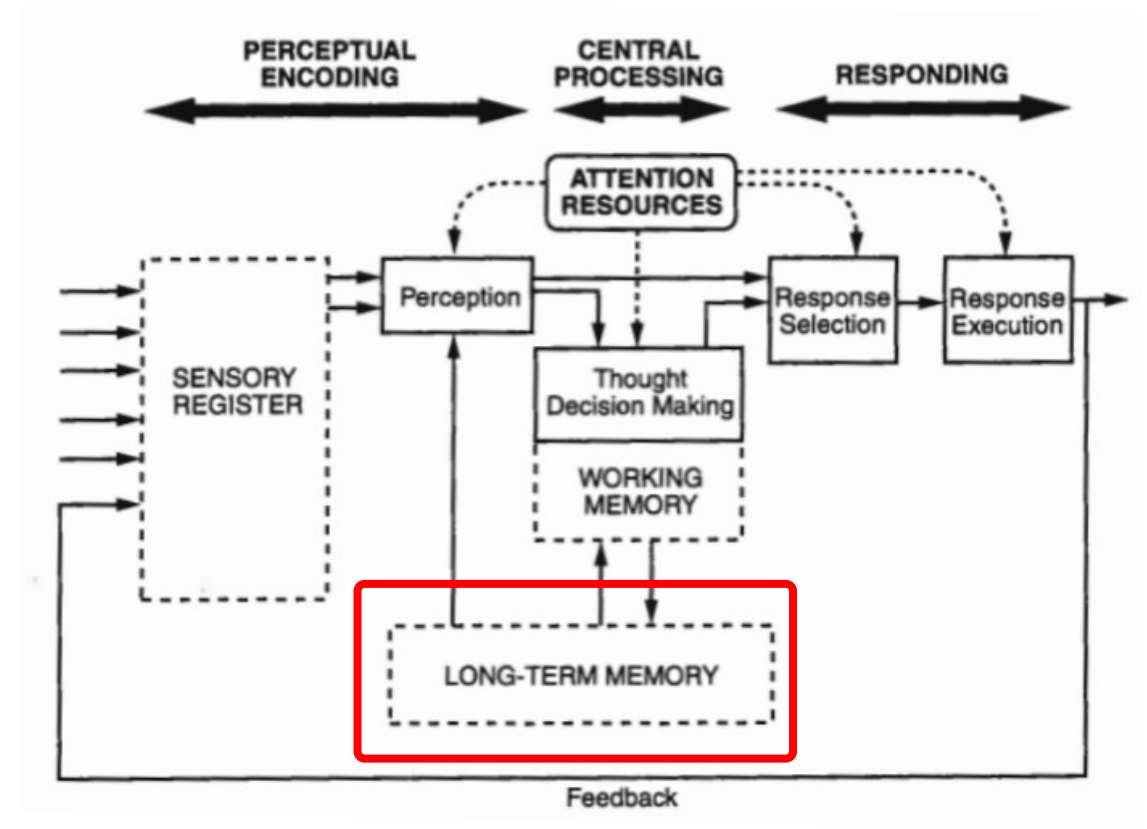 PERCEPTUAL
ENCODING
CENTRAL
PROCESSING
RESPONDING
ATTENTION
RESOURCES
SENSORY
REGISTER
Perception
Thought
Decision Making
WORKING
MEMORY
Response
Selection
Response
Execution
LONG-TERM MEMORY
Feedback